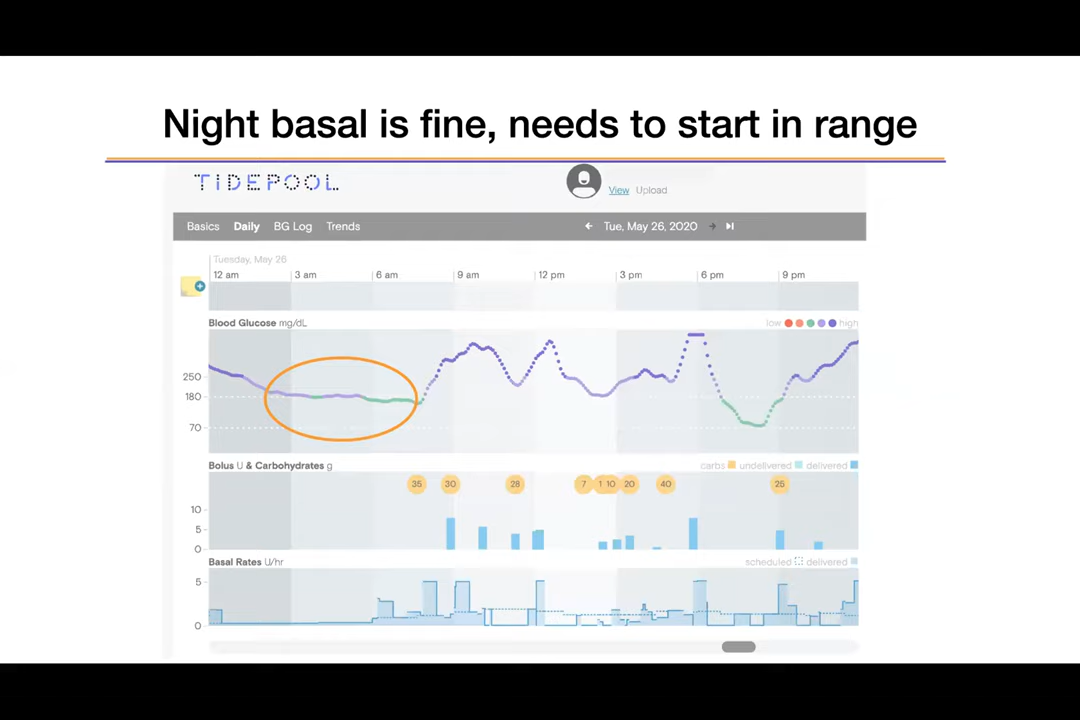 Night basal is fine, needs to start in range
TIDEPOOL
View Upload
Basics Daily BG Log Trends Tue, May 26, 2020
Tuesday, May 26
12 am 3 am 6 am 9 am 12 pm 3 pm 6 pm 9 pm
Blood Glucose mg/dL low high
250
180
70
Bolus U & Carbohydrates g carbs undelivered delivered
35 30 28 7 1 10 20 40 25
10
5
0
Basal Rates U/hr scheduled delivered
5
0